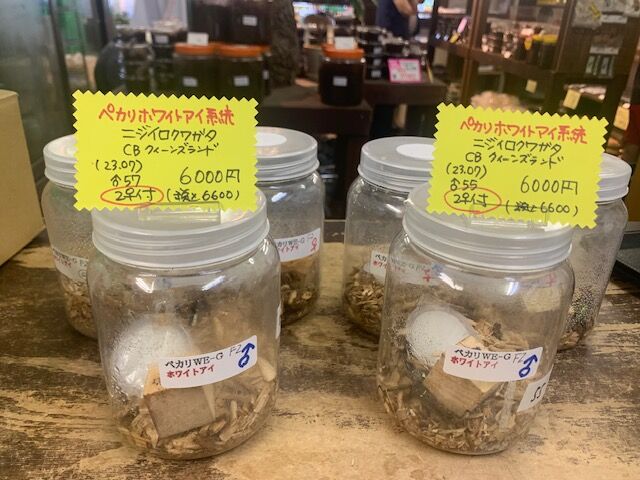 ペカリホワイトアイ系統
ニジイロクワガタ
CB クィーンズランド
(23.07)
♂57 6000円
2♀付 (税込6600)
ペカリホワイトアイ系統
ニジイロクワガタ
CB クィーンズランド
(23.07)
♂55 6000円
2♀付 (税込6600)
ペカリWE-G F2 ♂
ホワイトアイ
ペカリWE-G F2 ♂
ホワイトアイ
55